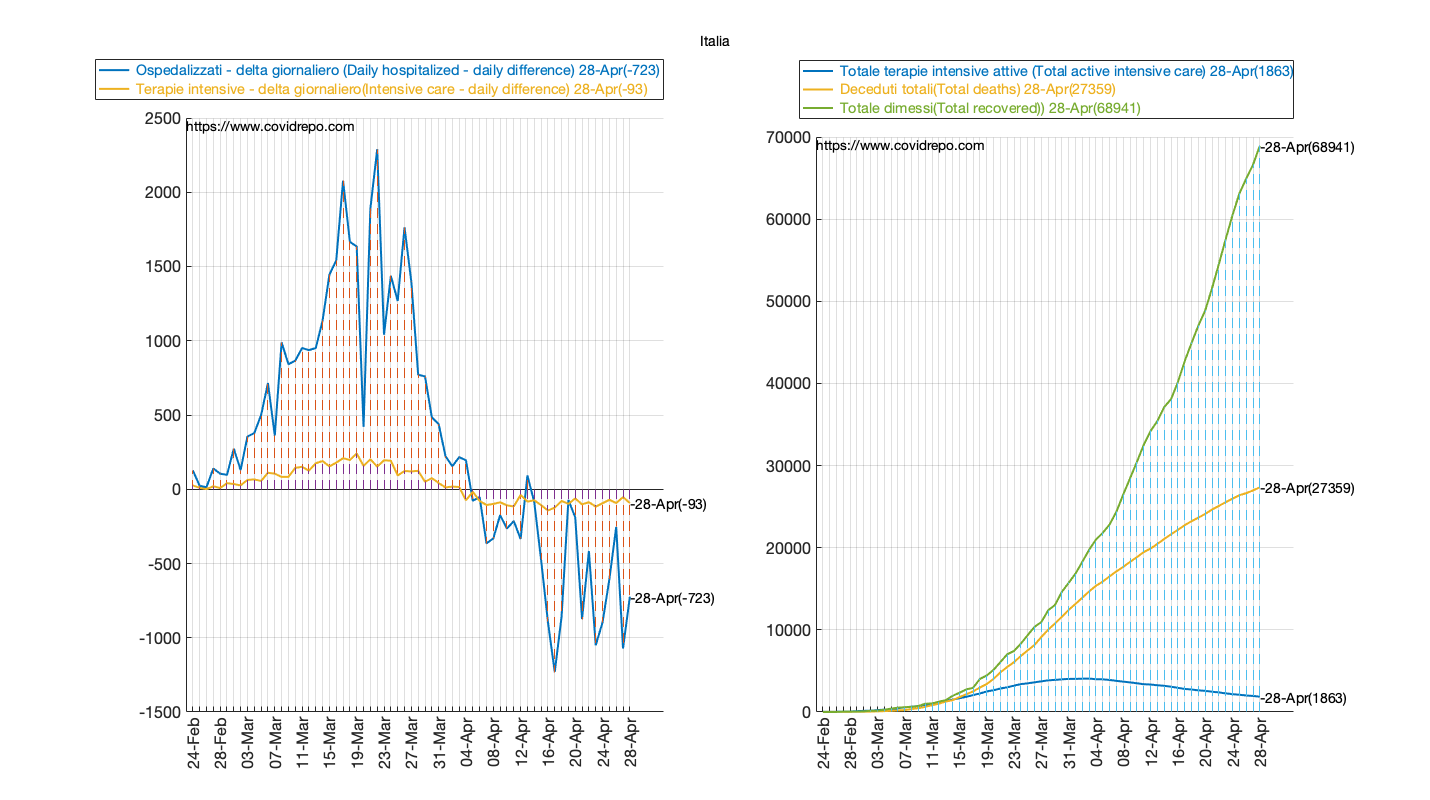 Italia
Ospedalizzati - delta giornaliero (Daily hospitalized - daily difference) 28-Apr(-723)
Terapie intensive - delta giornaliero(Intensive care - daily difference) 28-Apr(-93)
2500
https://www.covidrepo.com
2000
1500
1000
500
0
-500
-1000
-1500
-28-Apr(-93)
-28-Apr(-723)
24-Feb
28-Feb
03-Mar
07-Mar
11-Mar
15-Mar
19-Mar
23-Mar
27-Mar
31-Mar
04-Apr
08-Apr
12-Apr
16-Apr
20-Apr
24-Apr
28-Apr
Totale terapie intensive attive (Total active intensive care) 28-Apr(1863)
Deceduti totali(Total deaths) 28-Apr(27359)
Totale dimessi(Total recovered)) 28-Apr(68941)
70000
https://www.covidrepo.com
60000
50000
40000
30000
20000
10000
0
-28-Apr(68941)
-28-Apr(27359)
-28-Apr(1863)
24-Feb
28-Feb
03-Mar
07-Mar
11-Mar
15-Mar
19-Mar
23-Mar
27-Mar
31-Mar
04-Apr
08-Apr
12-Apr
16-Apr
20-Apr
24-Apr
28-Apr